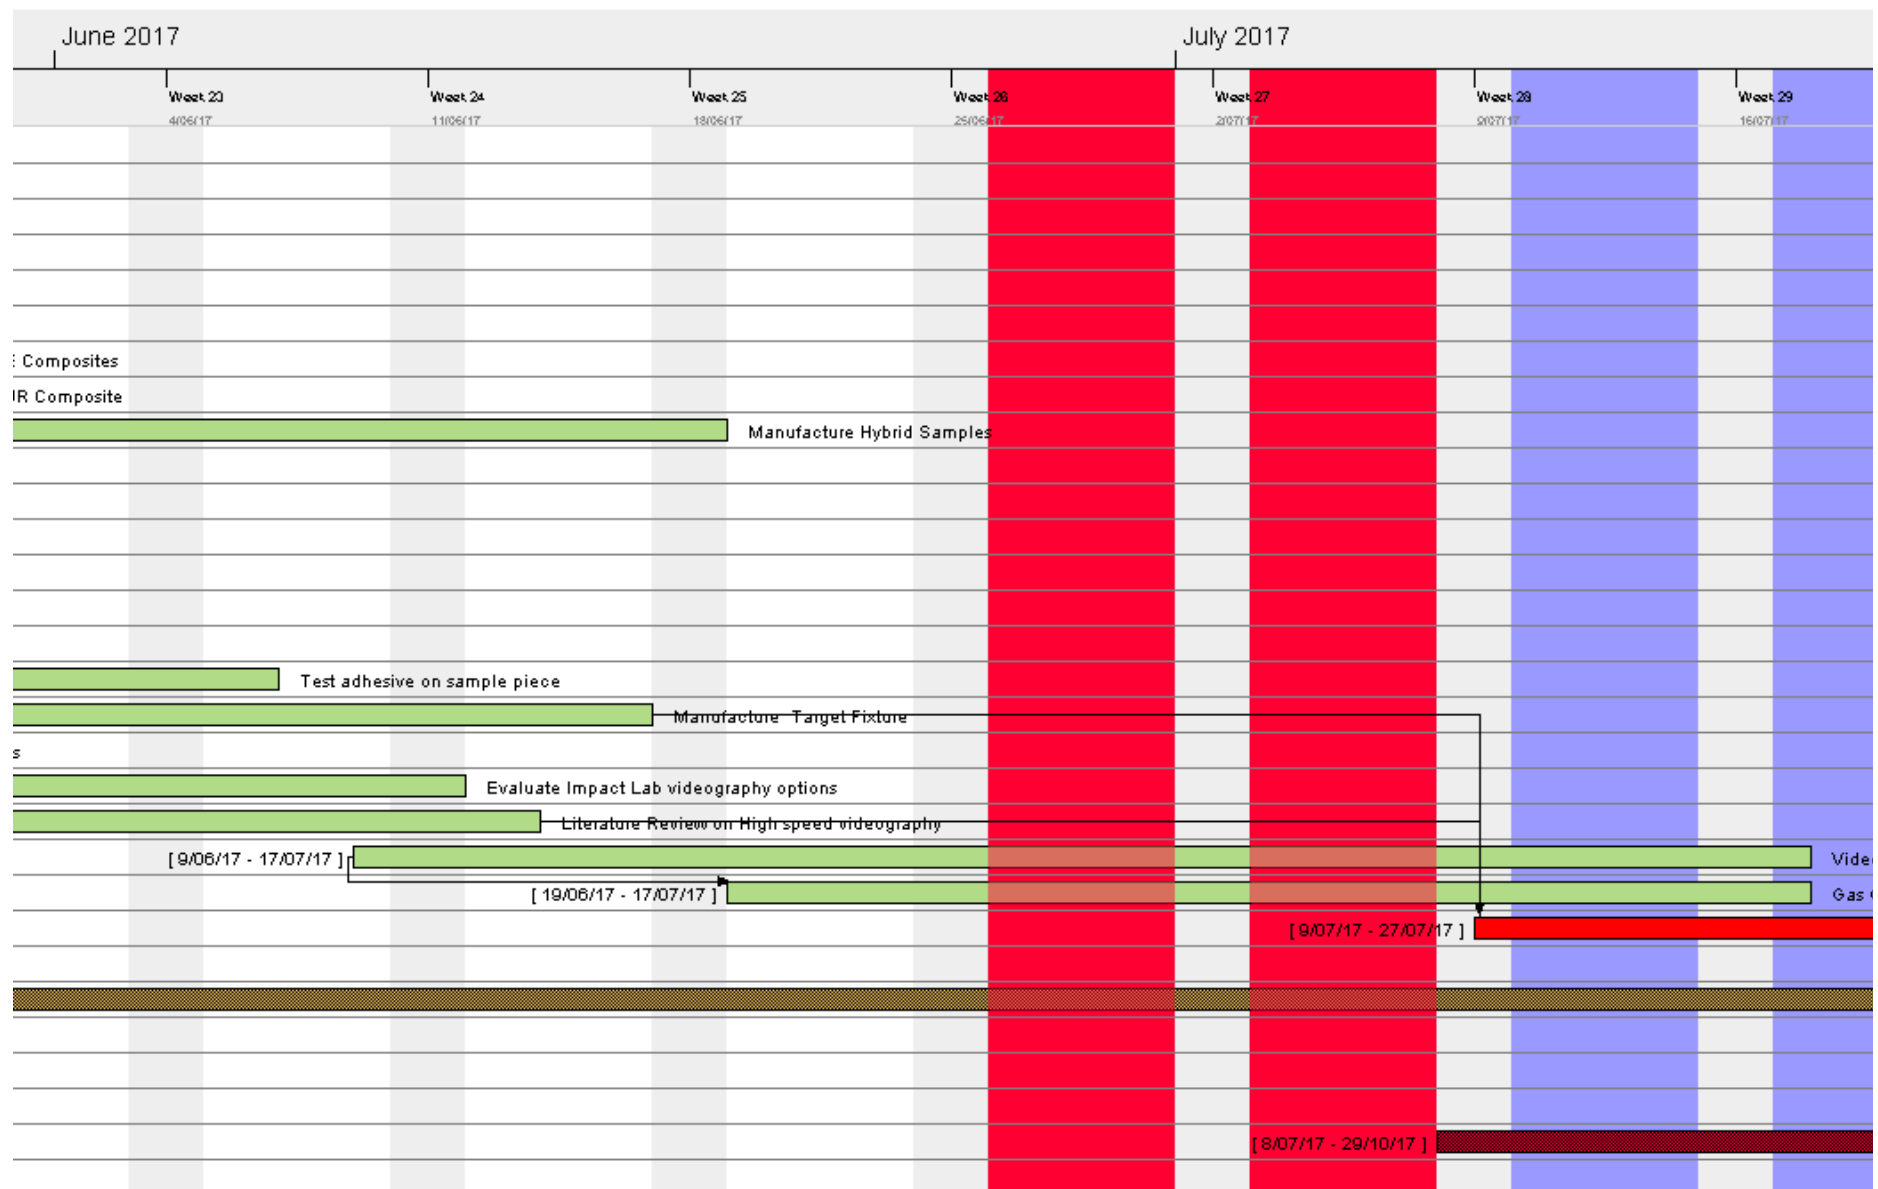 June 2017 July 2017
Week 23 Week 24 Week 25 Week 26 Week 27 Week 28 Week 29
4/06/17 11/06/17 18/06/17 25/06/17 2/07/17 9/07/17 16/07/17
E Composites
UR Composite
Manufacture Hybrid Samples
Test adhesive on sample piece
Manufacture Target Fixture
s
Evaluate Impact Lab videography options
Literature Review on High speed videography
[ 9/06/17 - 17/07/17 ] Vide
[ 19/06/17 - 17/07/17 ] Gas
[ 9/07/17 - 27/07/17 ]
[ 8/07/17 - 29/10/17 ]